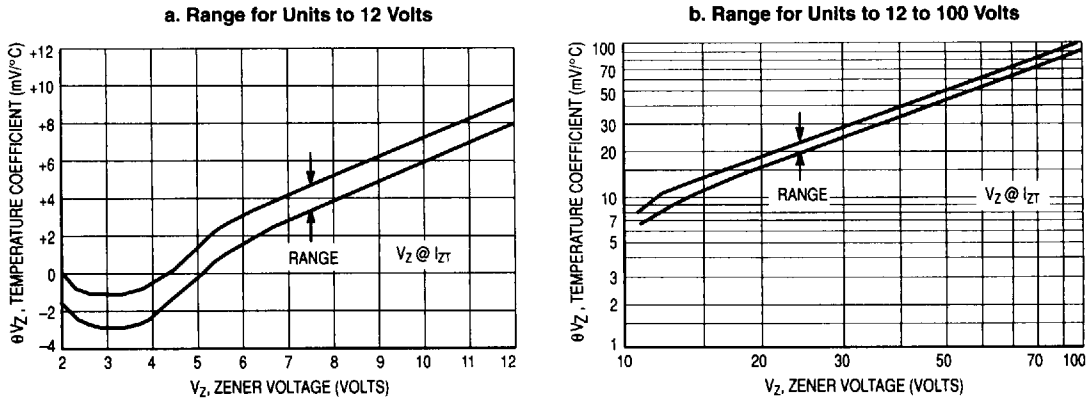 a. Range for Units to 12 Volts
θVZ, TEMPERATURE COEFFICIENT (mV/°C)
+12
+10
+8
+6
+4
+2
0
−2
−4
RANGE
VZ @ IZT
2 3 4 5 6 7 8 9 10 11 12
VZ, ZENER VOLTAGE (VOLTS)
b. Range for Units to 12 to 100 Volts
θVZ, TEMPERATURE COEFFICIENT (mV/°C)
100
70
50
30
20
10
7
5
3
2
1
RANGE
VZ @ IZT
10 20 30 50 70 100
VZ, ZENER VOLTAGE (VOLTS)